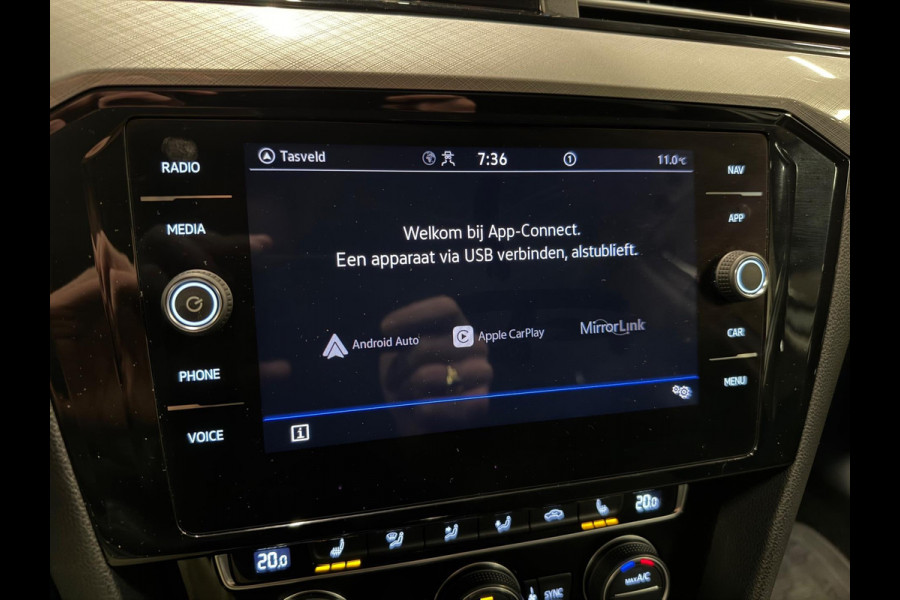 RADIO
MEDIA
PHONE
VOICE
Tasveld
7:36
1
11.0°C
Welkom bij App-Connect.
Een apparaat via USB verbinden, alstublieft.
Android Auto
Apple CarPlay
MirrorLink
i
NAV
APP
CAR
MENU
20,0
20,0
SYNC
MAX A/C